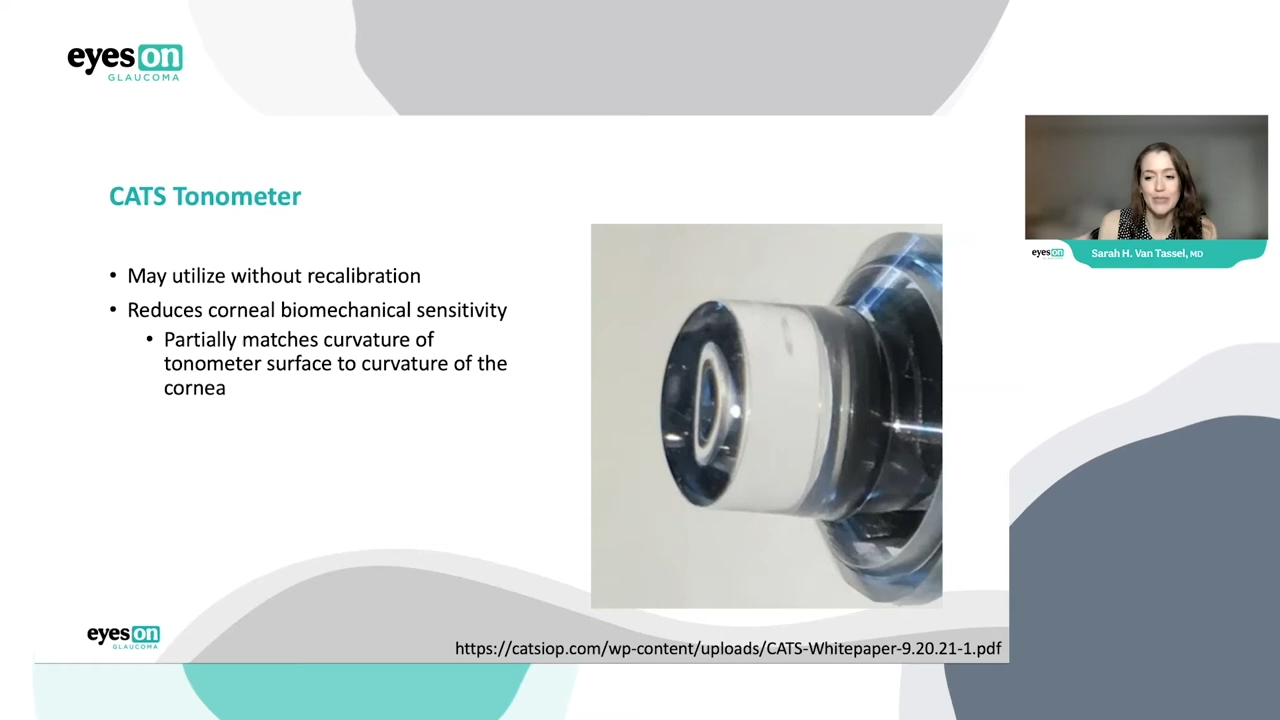 eyes on
GLAUCOMA
CATS Tonometer
• May utilize without recalibration
• Reduces corneal biomechanical sensitivity
• Partially matches curvature of
tonometer surface to curvature of the
cornea
eyes on
Sarah H. Van Tassel, MD
eyes on
GLAUCOMA
https://catsiop.com/wp-content/uploads/CATS-Whitepaper-9.20.21-1.pdf